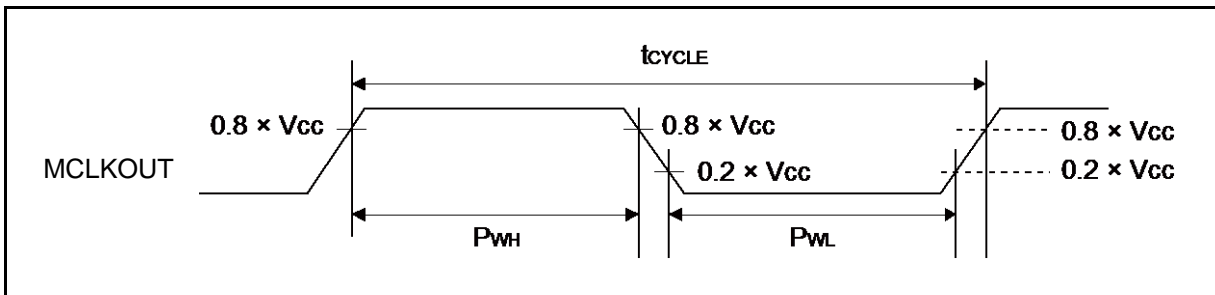 tCYCLE
0.8 × Vcc
0.8 × Vcc
0.8 × Vcc
MCLKOUT
0.2 × Vcc
0.2 × Vcc
PWH
PWL